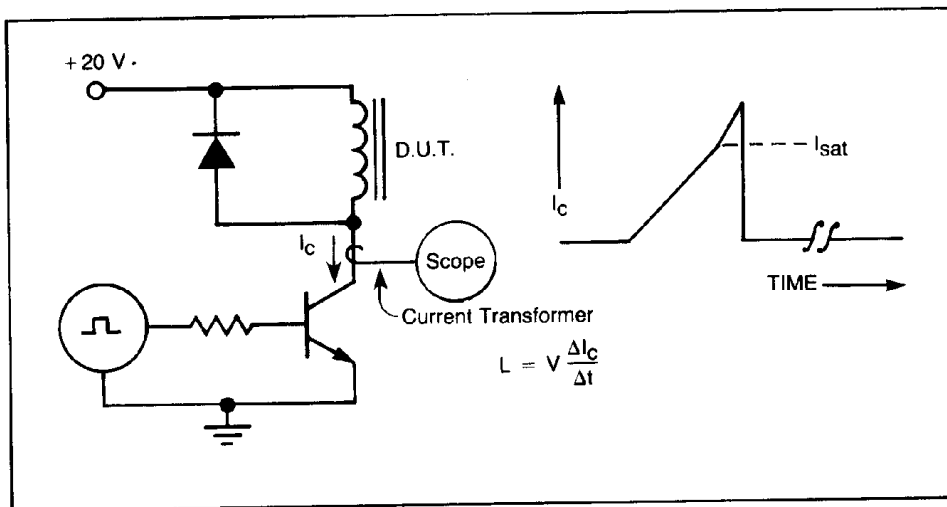 + 20 V
D.U.T.
I_C
Scope
Current Transformer
L = V ΔI_C/Δt
I_C
I_sat
TIME